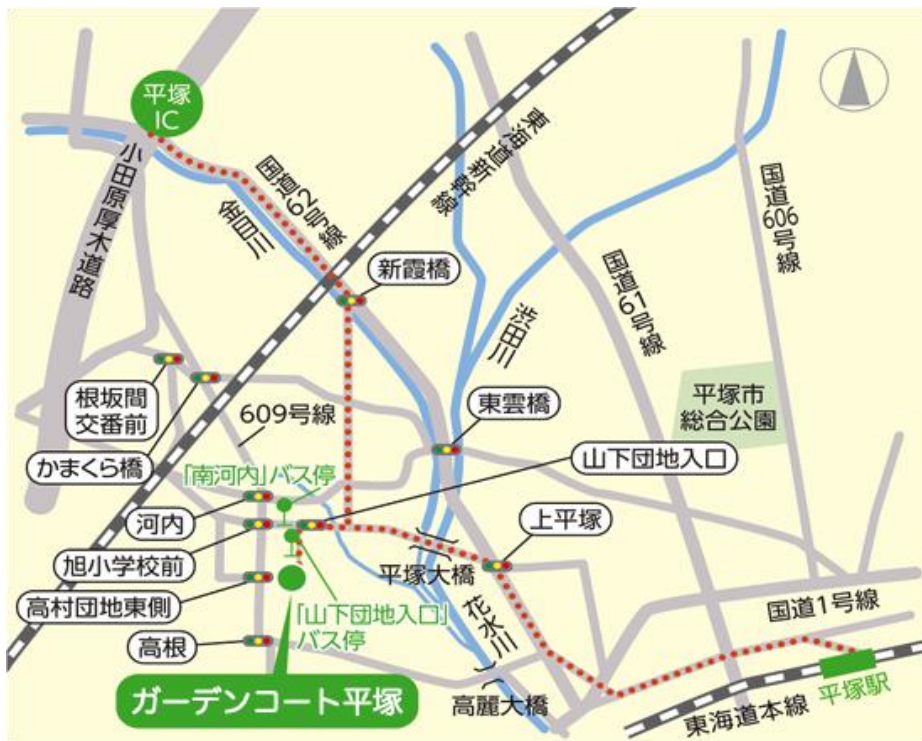 平塚
IC
小田原厚木道路
国道62号線
金目川
東海道新幹線
新霞橋
渋田川
国道61号線
国道606号線
平塚市
総合公園
根坂間
交番前
かまくら橋
609号線
東雲橋
「南河内」バス停
山下団地入口
河内
旭小学校前
上平塚
平塚大橋
高村団地東側
「山下団地入口」
バス停
花水川
国道1号線
高根
ガーデンコート平塚
高麗大橋
東海道本線
平塚駅